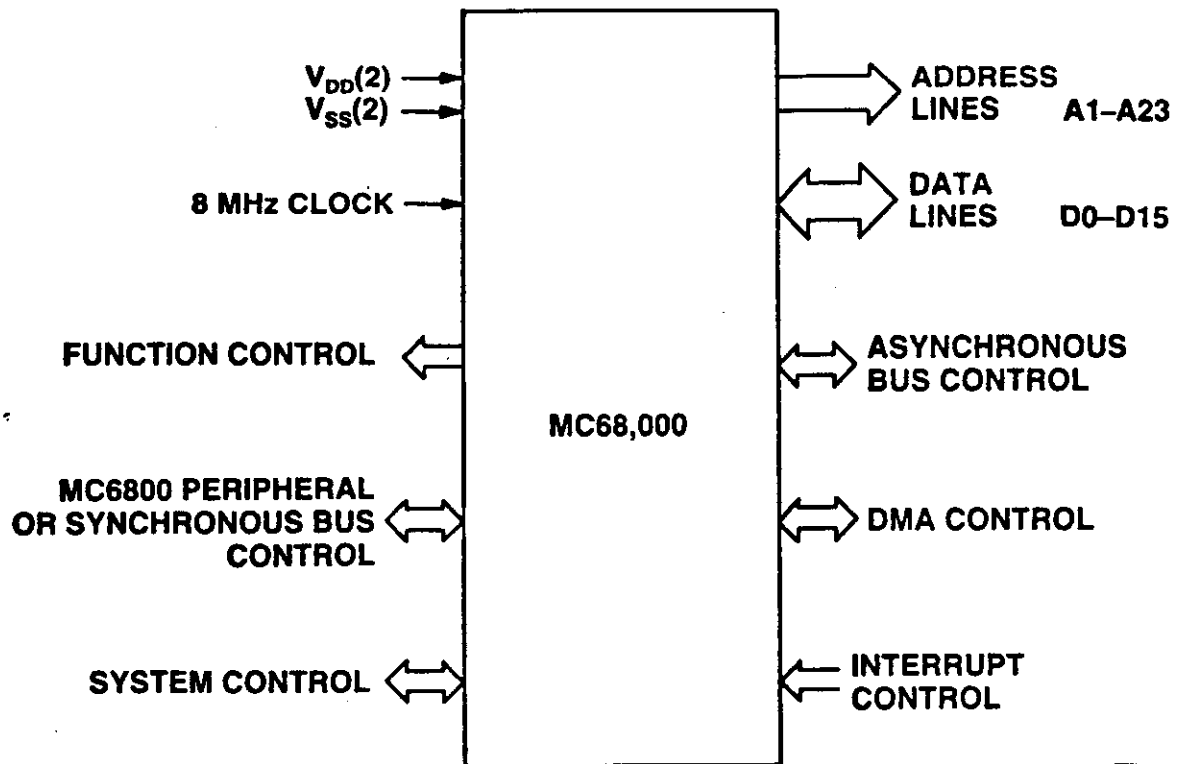 V_DD(2)
V_SS(2)
8 MHz CLOCK
FUNCTION CONTROL
MC6800 PERIPHERAL
OR SYNCHRONOUS BUS
CONTROL
SYSTEM CONTROL
MC68,000
ADDRESS
LINES A1–A23
DATA
LINES D0–D15
ASYNCHRONOUS
BUS CONTROL
DMA CONTROL
INTERRUPT
CONTROL